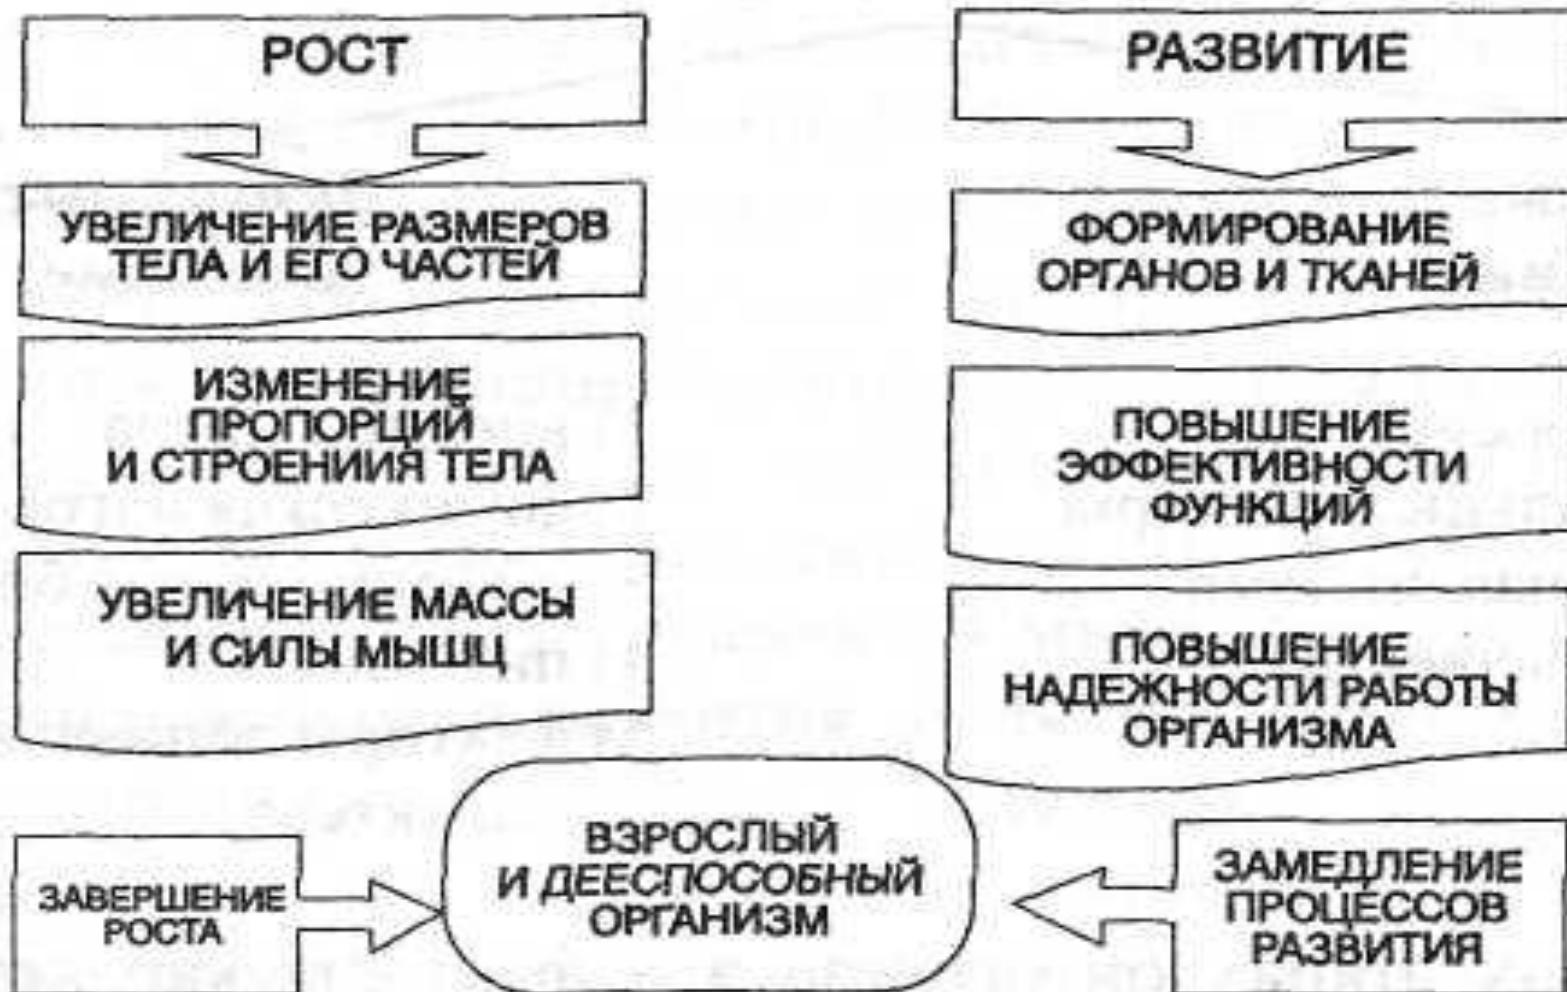 РОСТ
УВЕЛИЧЕНИЕ РАЗМЕРОВ
ТЕЛА И ЕГО ЧАСТЕЙ
ИЗМЕНЕНИЕ
ПРОПОРЦИЙ
И СТРОЕНИИЯ ТЕЛА
УВЕЛИЧЕНИЕ МАССЫ
И СИЛЫ МЫШЦ
ЗАВЕРШЕНИЕ
РОСТА
РАЗВИТИЕ
ФОРМИРОВАНИЕ
ОРГАНОВ И ТКАНЕЙ
ПОВЫШЕНИЕ
ЭФФЕКТИВНОСТИ
ФУНКЦИЙ
ПОВЫШЕНИЕ
НАДЕЖНОСТИ РАБОТЫ
ОРГАНИЗМА
ЗАМЕДЛЕНИЕ
ПРОЦЕССОВ
РАЗВИТИЯ
ВЗРОСЛЫЙ
И ДЕЕСПОСОБНЫЙ
ОРГАНИЗМ